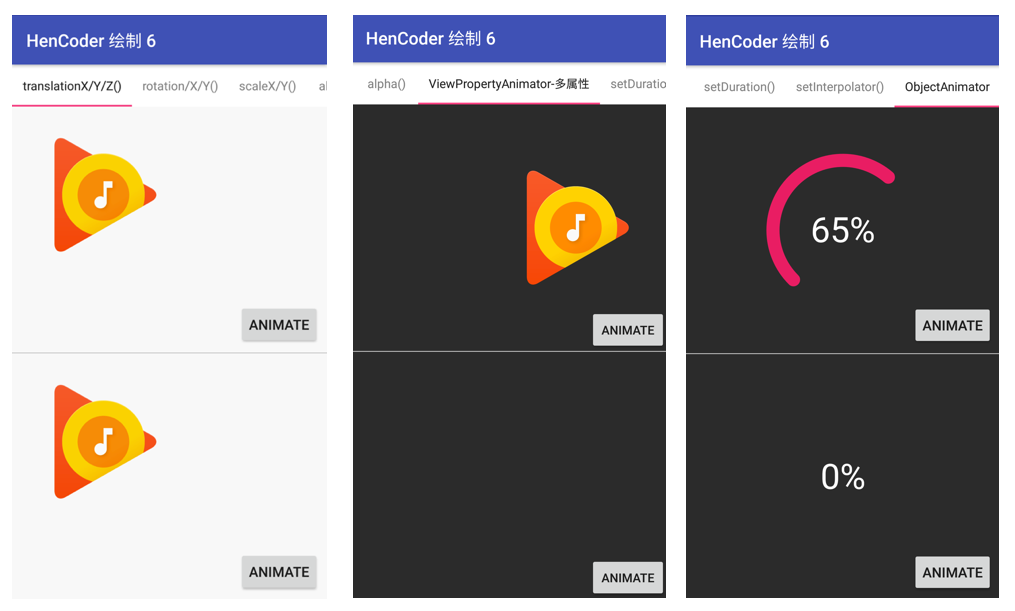 HenCoder 绘制 6
translationX/Y/Z() rotation/X/Y() scaleX/Y() al
ANIMATE
ANIMATE
HenCoder 绘制 6
alpha() ViewPropertyAnimator-多属性 setDuratio
ANIMATE
ANIMATE
HenCoder 绘制 6
setDuration() setInterpolator() ObjectAnimator
65%
ANIMATE
0%
ANIMATE